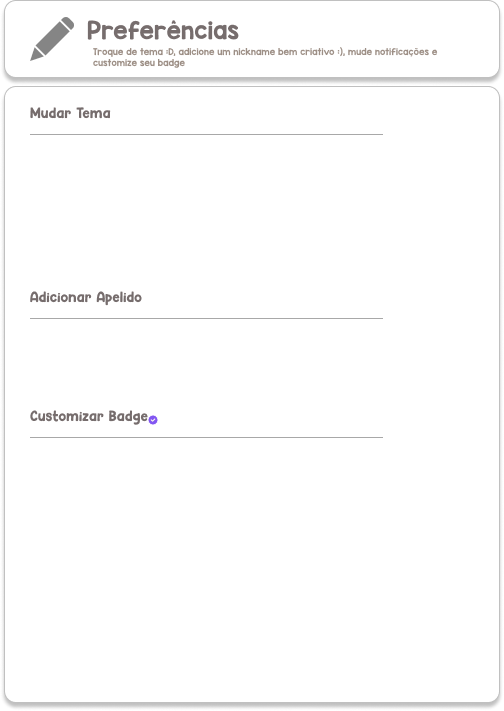 Preferências
Troque de tema :D, adicione um nickname bem criativo :), mude notificações e
customize seu badge
Mudar Tema
Adicionar Apelido
Customizar Badge